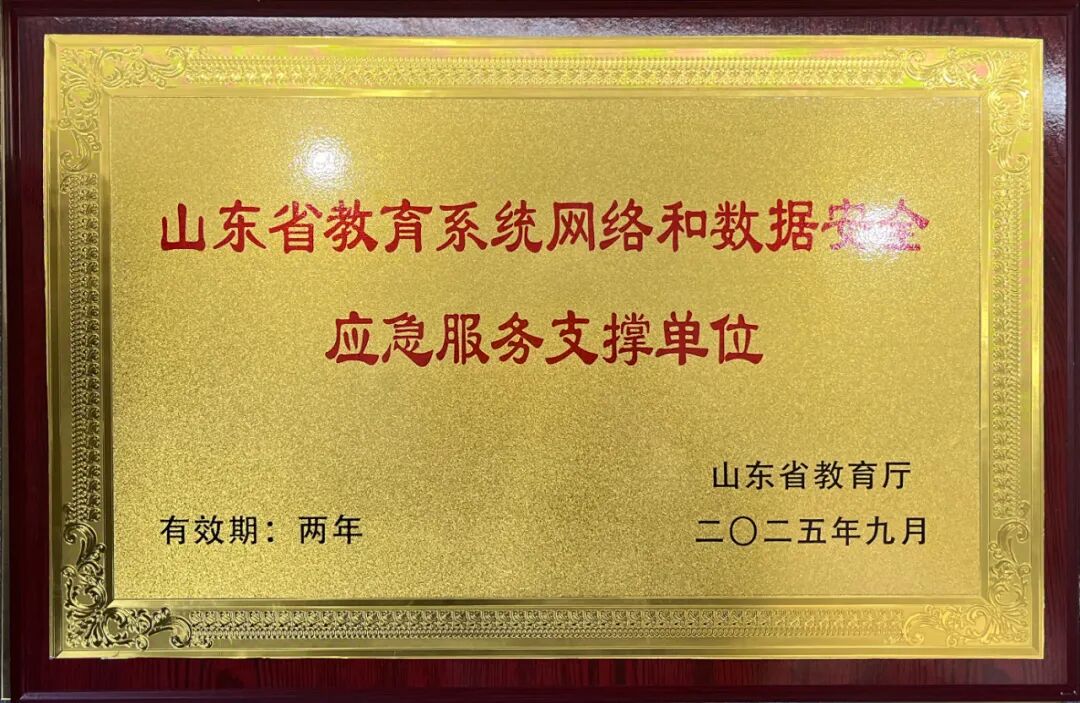 山东省教育系统网络和数据安全
应急服务支撑单位
山东省教育厅
有效期：两年
二〇二五年九月